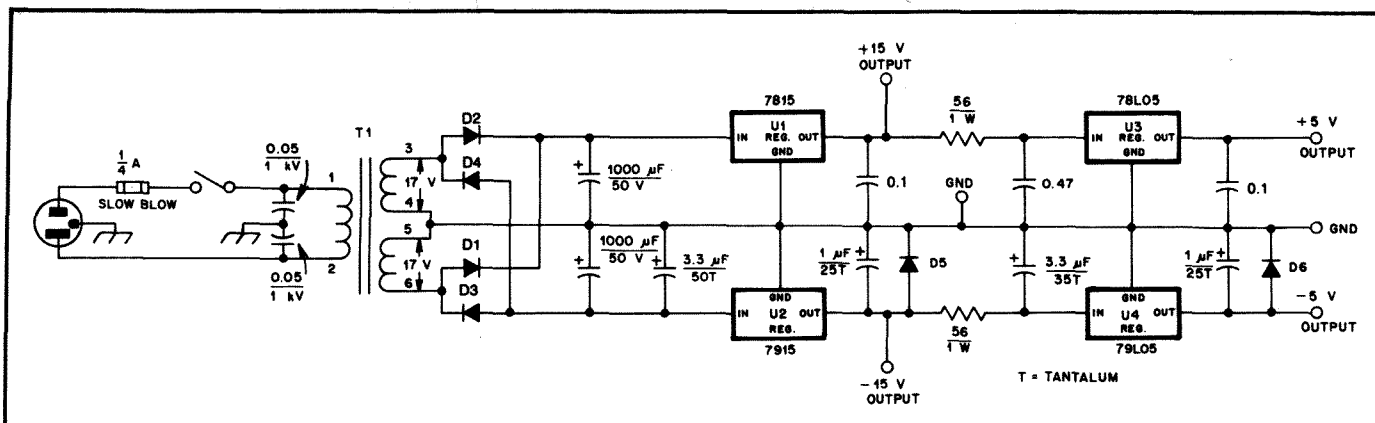 +15 V
OUTPUT
7815
U1
IN REG. OUT
GND
56
1 W
78L05
U3
IN REG. OUT
GND
+5 V
OUTPUT
D2
T1
1/4 A
SLOW BLOW
0.05
1 kV
1
3
17 V
4
D4
1000 µF
50 V
0.1
GND
0.47
0.1
GND
5
17 V
6
2
0.05
1 kV
D1
D3
1000 µF
50 V
3.3 µF
50T
1 µF
25T
D5
3.3 µF
35T
1 µF
25T
D6
GND
IN U2 OUT
REG.
7915
56
1 W
GND
IN U4 OUT
REG.
79L05
−5 V
OUTPUT
−15 V
OUTPUT
T = TANTALUM